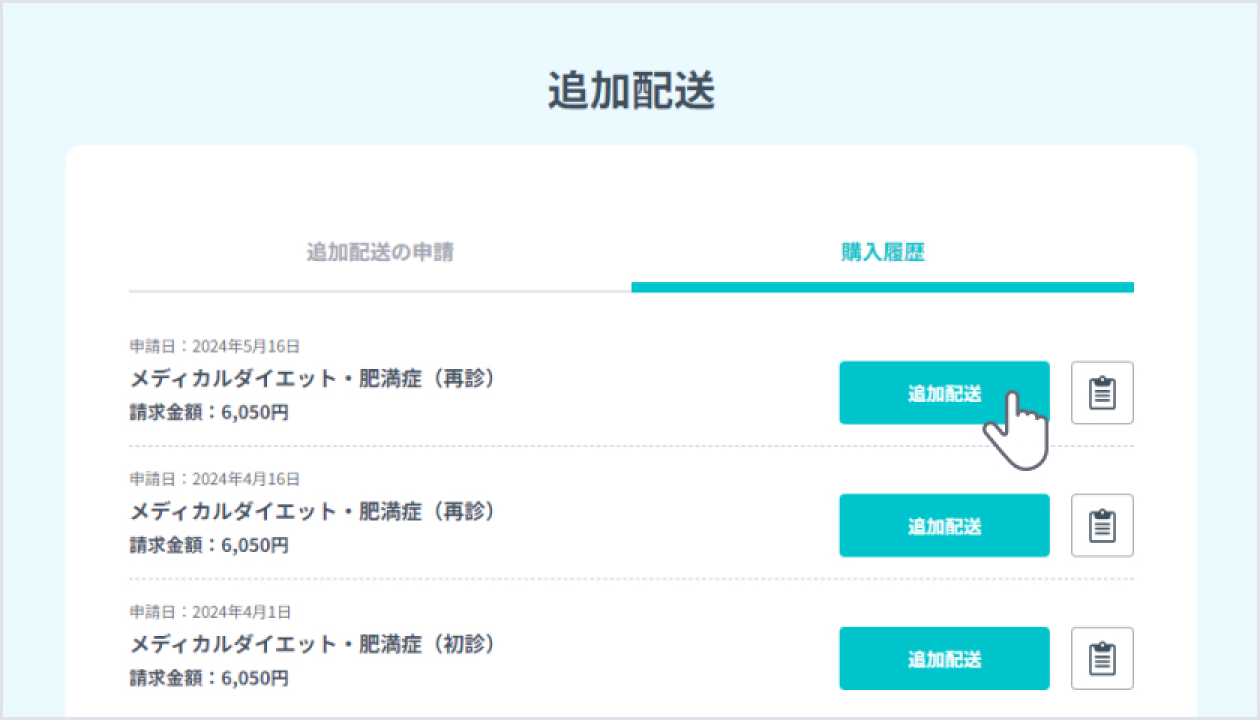 追加配送
追加配送の申請
購入履歴
申請日：2024年5月16日
メディカルダイエット・肥満症（再診）
請求金額：6,050円
追加配送
申請日：2024年4月16日
メディカルダイエット・肥満症（再診）
請求金額：6,050円
追加配送
申請日：2024年4月1日
メディカルダイエット・肥満症（初診）
請求金額：6,050円
追加配送